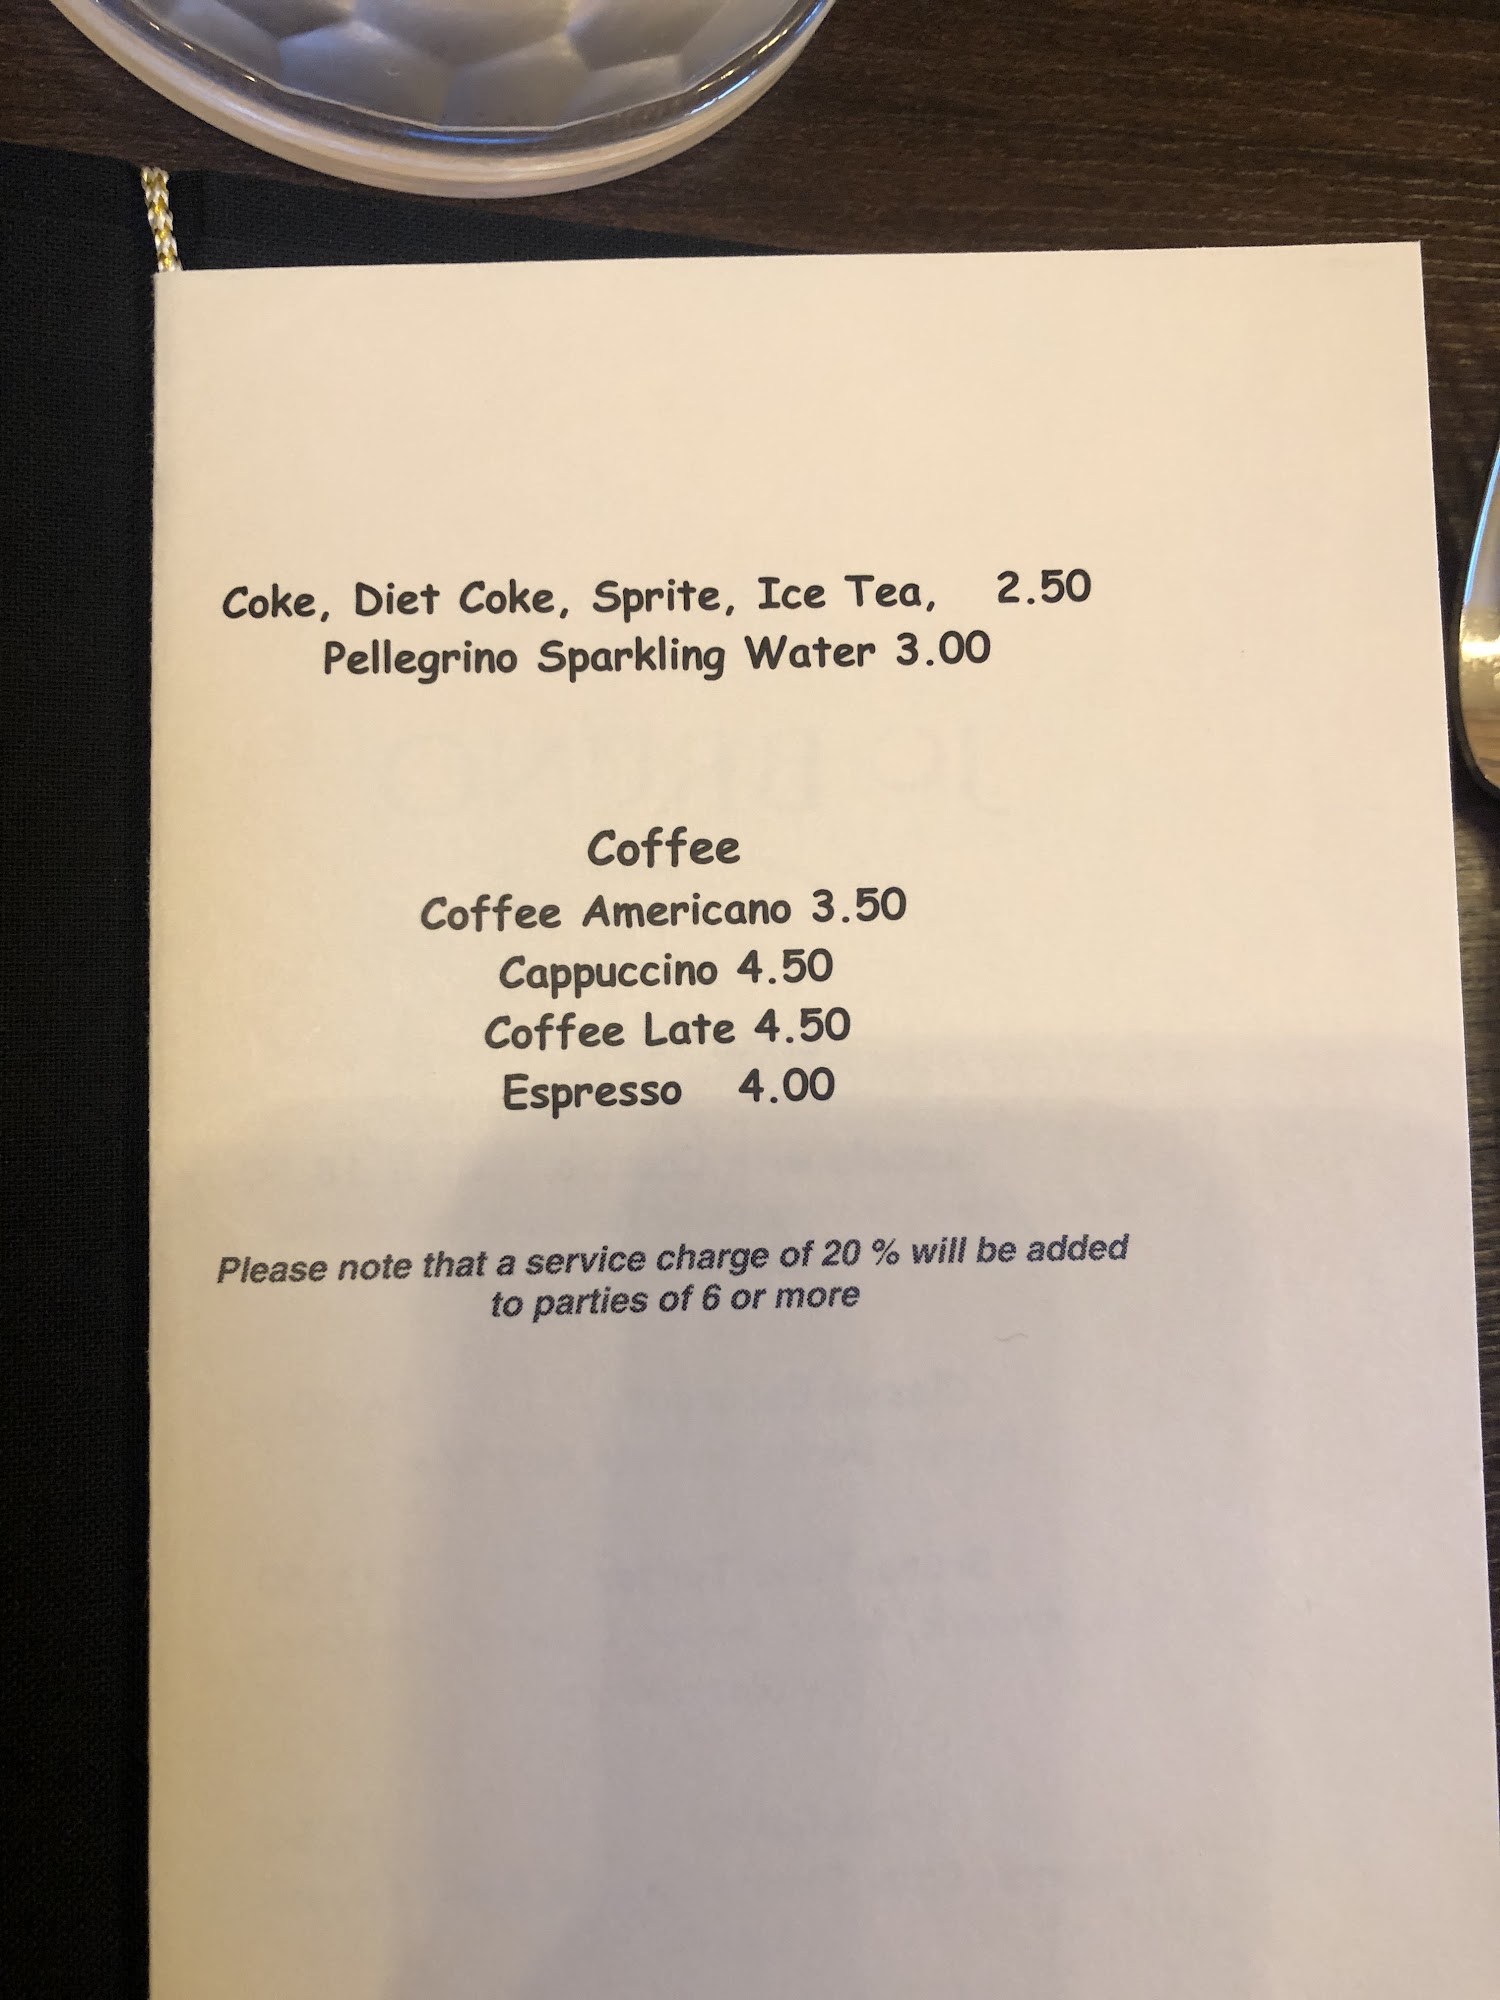 Coke, Diet Coke, Sprite, Ice Tea, 2.50
Pellegrino Sparkling Water 3.00
Coffee
Coffee Americano 3.50
Cappuccino 4.50
Coffee Late 4.50
Espresso 4.00
Please note that a service charge of 20 % will be added
to parties of 6 or more